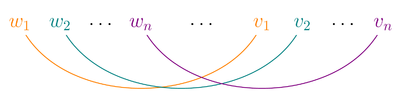 w₁ w₂ ⋯ wₙ ⋯ v₁ v₂ ⋯ vₙ